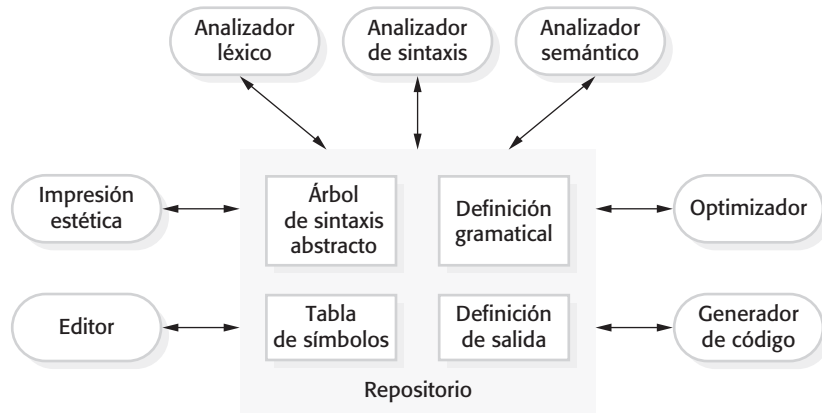 Analizador
léxico
Analizador
de sintaxis
Analizador
semántico
Impresión
estética
Árbol
de sintaxis
abstracto
Definición
gramatical
Optimizador
Editor
Tabla
de símbolos
Definición
de salida
Generador
de código
Repositorio